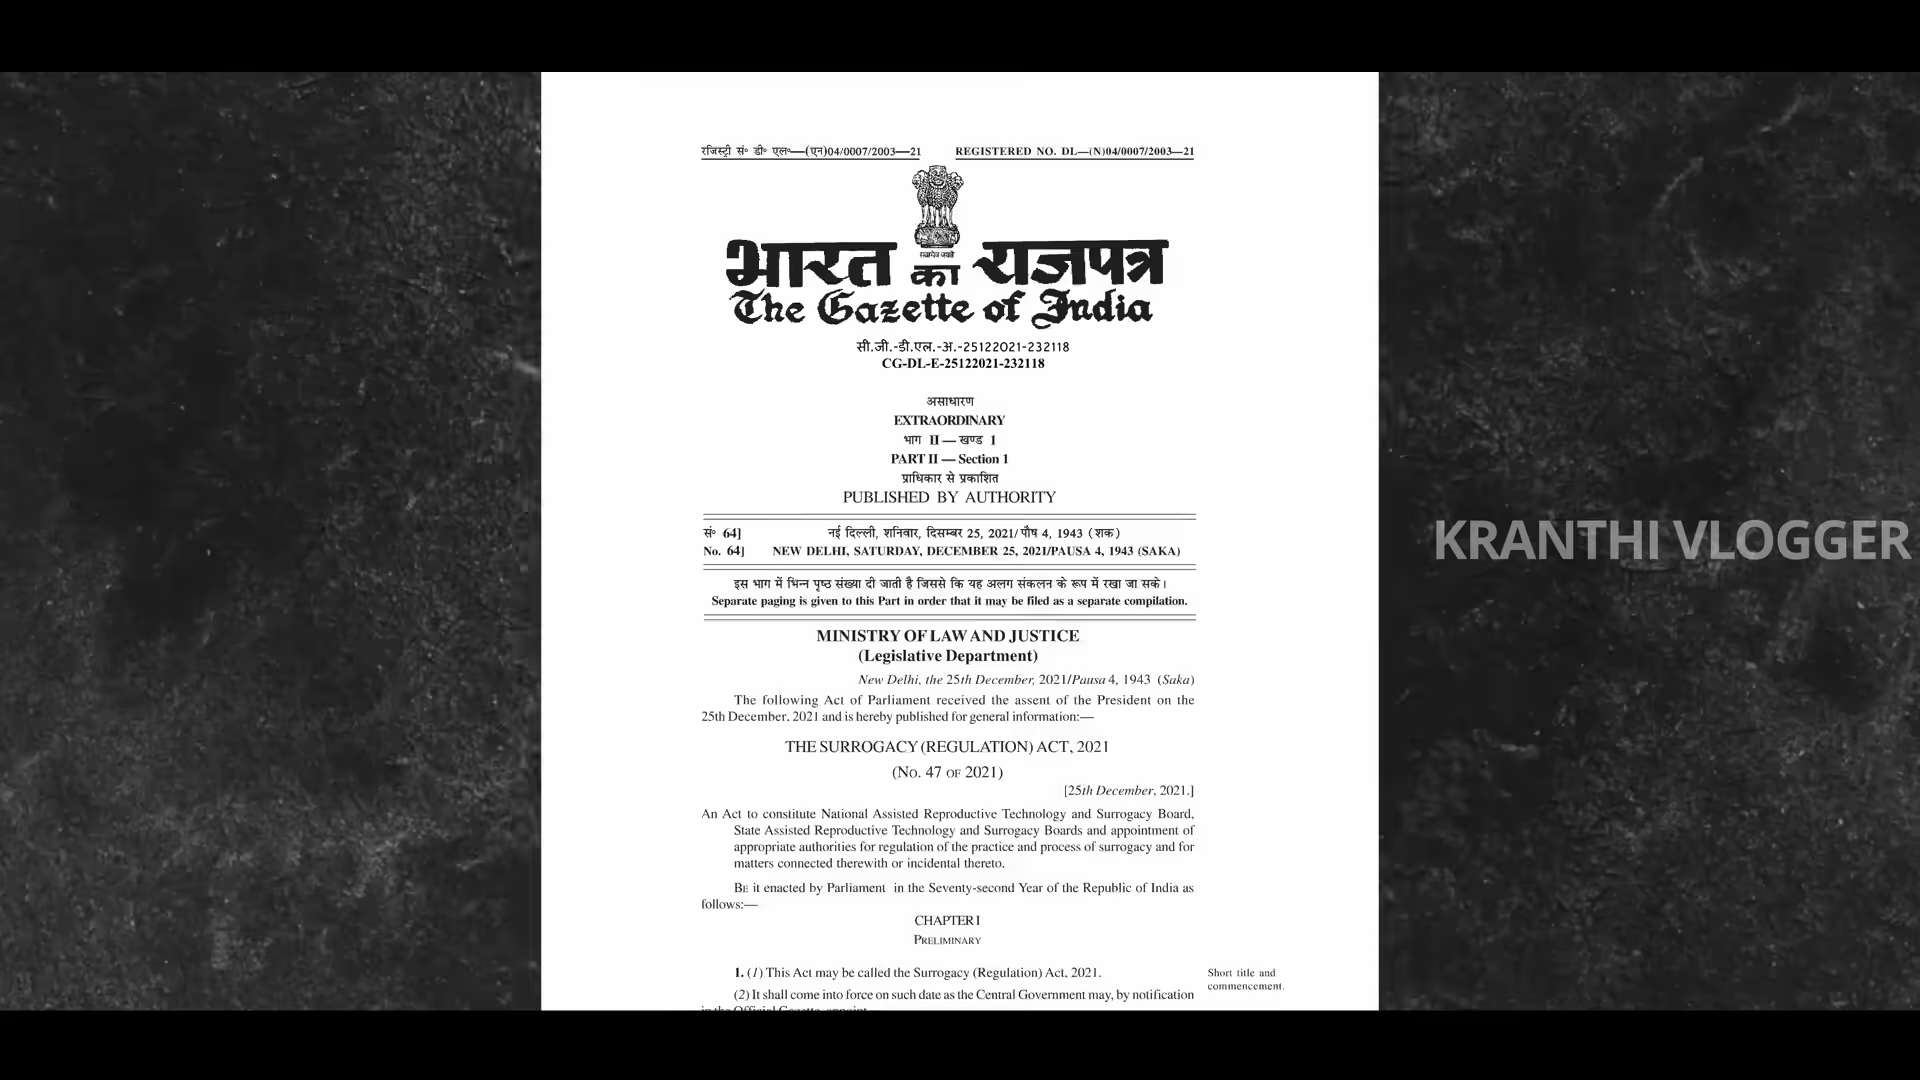 रजिस्ट्री सं॰ डी॰ एल॰—(एन)04/0007/2003—21
REGISTERED NO. DL—(N)04/0007/2003—21
भारत का राजपत्र
The Gazette of India
सी.जी.-डी.एल.-अ.-25122021-232118
CG-DL-E-25122021-232118
असाधारण
EXTRAORDINARY
भाग II — खण्ड 1
PART II — Section 1
प्राधिकार से प्रकाशित
PUBLISHED BY AUTHORITY
सं॰ 64]
नई दिल्ली, शनिवार, दिसम्बर 25, 2021/ पौष 4, 1943 (शक)
No. 64]
NEW DELHI, SATURDAY, DECEMBER 25, 2021/PAUSA 4, 1943 (SAKA)
इस भाग में भिन्न पृष्ठ संख्या दी जाती है जिससे कि यह अलग संकलन के रूप में रखा जा सके।
Separate paging is given to this Part in order that it may be filed as a separate compilation.
MINISTRY OF LAW AND JUSTICE
(Legislative Department)
New Delhi, the 25th December, 2021/Pausa 4, 1943 (Saka)
The following Act of Parliament received the assent of the President on the
25th December, 2021 and is hereby published for general information:—
THE SURROGACY (REGULATION) ACT, 2021
(No. 47 OF 2021)
[25th December, 2021.]
An Act to constitute National Assisted Reproductive Technology and Surrogacy Board,
State Assisted Reproductive Technology and Surrogacy Boards and appointment of
appropriate authorities for regulation of the practice and process of surrogacy and for
matters connected therewith or incidental thereto.
BE it enacted by Parliament in the Seventy-second Year of the Republic of India as
follows:—
CHAPTER I
PRELIMINARY
1. (1) This Act may be called the Surrogacy (Regulation) Act, 2021.
Short title and
commencement.
(2) It shall come into force on such date as the Central Government may, by notification
in the Official Gazette, appoint.
KRANTHI VLOGGER